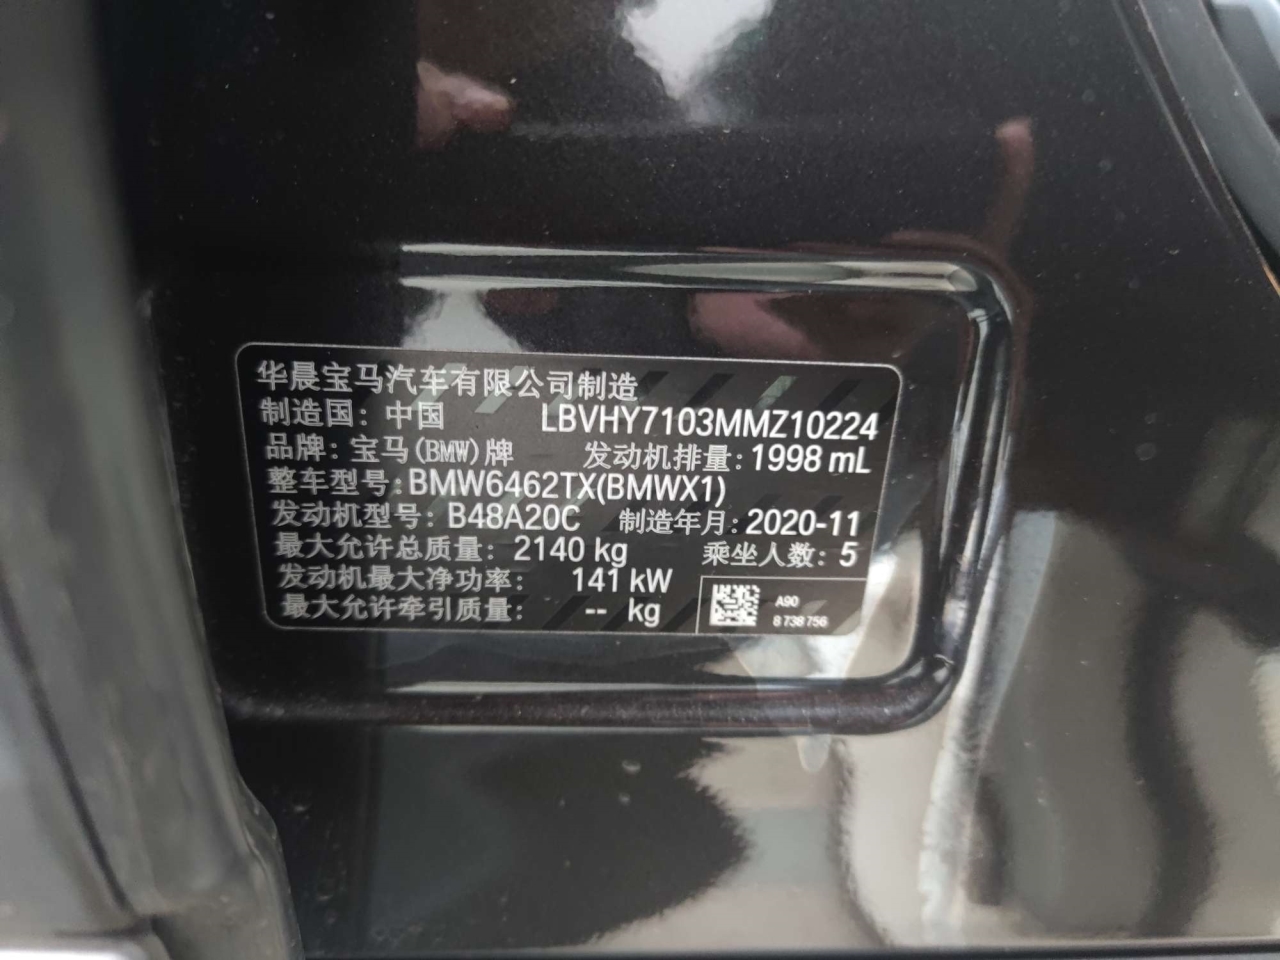 华晨宝马汽车有限公司制造
制造国: 中国 LBVHY7103MMZ10224
品牌: 宝马(BMW)牌 发动机排量: 1998 mL
整车型号: BMW6462TX(BMWX1)
发动机型号: B48A20C 制造年月: 2020-11
最大允许总质量: 2140 kg 乘坐人数: 5
发动机最大净功率: 141 kW
最大允许牵引质量: -- kg
A90
8 738 756